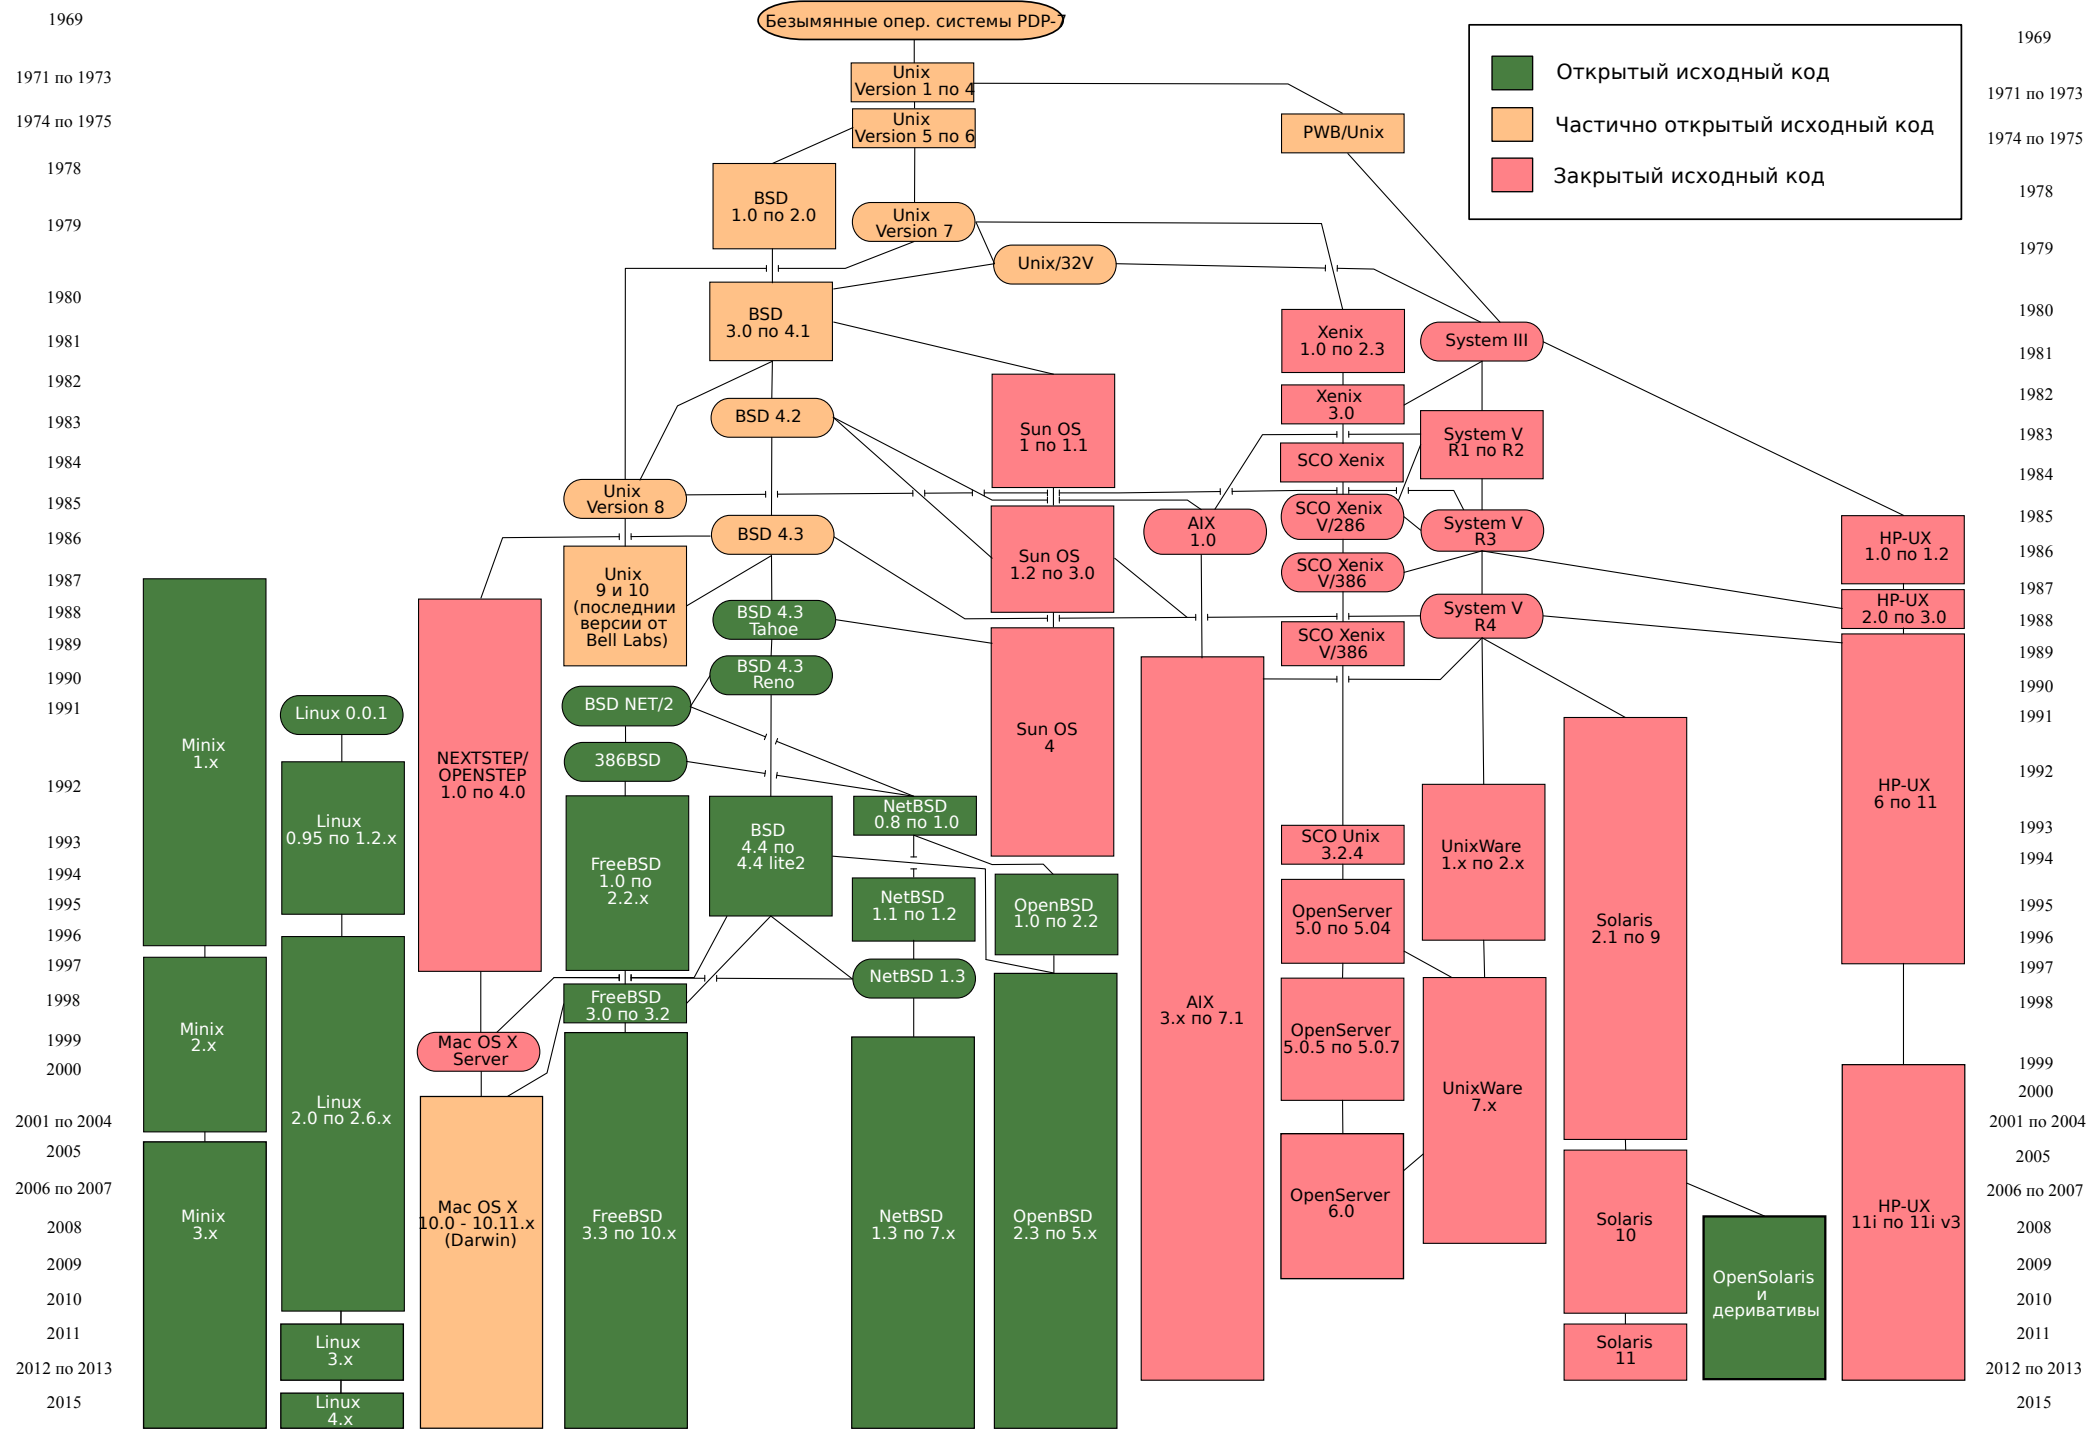 1969
1971 по 1973
1974 по 1975
1978
1979
1980
1981
1982
1983
1984
1985
1986
1987
1988
1989
1990
1991
1992
1993
1994
1995
1996
1997
1998
1999
2000
2001 по 2004
2005
2006 по 2007
2008
2009
2010
2011
2012 по 2013
2015
Безымянные опер. системы PDP-7
Unix
Version 1 по 4
Unix
Version 5 по 6
PWB/Unix
BSD
1.0 по 2.0
Unix
Version 7
Unix/32V
BSD
3.0 по 4.1
Xenix
1.0 по 2.3
System III
Xenix
3.0
BSD 4.2
Sun OS
1 по 1.1
System V
R1 по R2
SCO Xenix
Unix
Version 8
SCO Xenix
V/286
AIX
1.0
System V
R3
BSD 4.3
Sun OS
1.2 по 3.0
HP-UX
1.0 по 1.2
SCO Xenix
V/386
Unix
9 и 10
(последнии
версии от
Bell Labs)
HP-UX
2.0 по 3.0
BSD 4.3
Tahoe
System V
R4
SCO Xenix
V/386
BSD 4.3
Reno
BSD NET/2
Linux 0.0.1
Sun OS
4
Minix
1.x
386BSD
NEXTSTEP/
OPENSTEP
1.0 по 4.0
HP-UX
6 по 11
Linux
0.95 по 1.2.x
NetBSD
0.8 по 1.0
BSD
4.4 по
4.4 lite2
SCO Unix
3.2.4
UnixWare
1.x по 2.x
FreeBSD
1.0 по
2.2.x
NetBSD
1.1 по 1.2
OpenBSD
1.0 по 2.2
OpenServer
5.0 по 5.04
Solaris
2.1 по 9
NetBSD 1.3
FreeBSD
3.0 по 3.2
AIX
3.x по 7.1
Minix
2.x
Mac OS X
Server
OpenServer
5.0.5 по 5.0.7
UnixWare
7.x
Linux
2.0 по 2.6.x
Minix
3.x
Mac OS X
10.0 - 10.11.x
(Darwin)
FreeBSD
3.3 по 10.x
NetBSD
1.3 по 7.x
OpenBSD
2.3 по 5.x
OpenServer
6.0
Solaris
10
HP-UX
11i по 11i v3
OpenSolaris
и
деривативы
Linux
3.x
Solaris
11
Linux
4.x
Открытый исходный код
Частично открытый исходный код
Закрытый исходный код
1969
1971 по 1973
1974 по 1975
1978
1979
1980
1981
1982
1983
1984
1985
1986
1987
1988
1989
1990
1991
1992
1993
1994
1995
1996
1997
1998
1999
2000
2001 по 2004
2005
2006 по 2007
2008
2009
2010
2011
2012 по 2013
2015